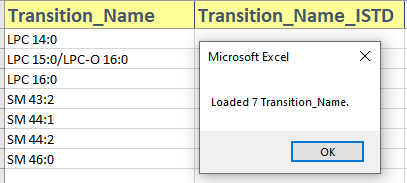 Transition_Name Transition_Name_ISTD
LPC 14:0
LPC 15:0/LPC-O 16:0
LPC 16:0
SM 43:2
SM 44:1
SM 44:2
SM 46:0
Microsoft Excel
Loaded 7 Transition_Name.
OK